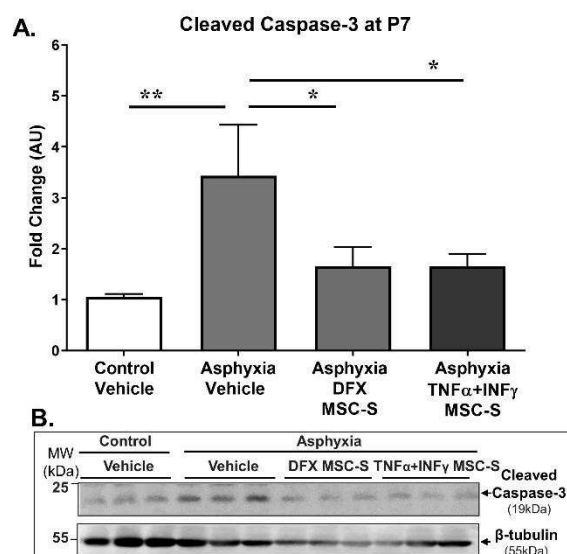 A.
Cleaved Caspase-3 at P7
Fold Change (AU)
6
5
4
3
2
1
0
**
*
*
Control
Vehicle
Asphyxia
Vehicle
Asphyxia
DFX
MSC-S
Asphyxia
TNFα+INFγ
MSC-S
B.
MW
(kDa)
Control
Asphyxia
Vehicle
Vehicle
DFX MSC-S
TNFα+INFγ MSC-S
25
Cleaved
Caspase-3
(19kDa)
55
β-tubulin
(55kDa)